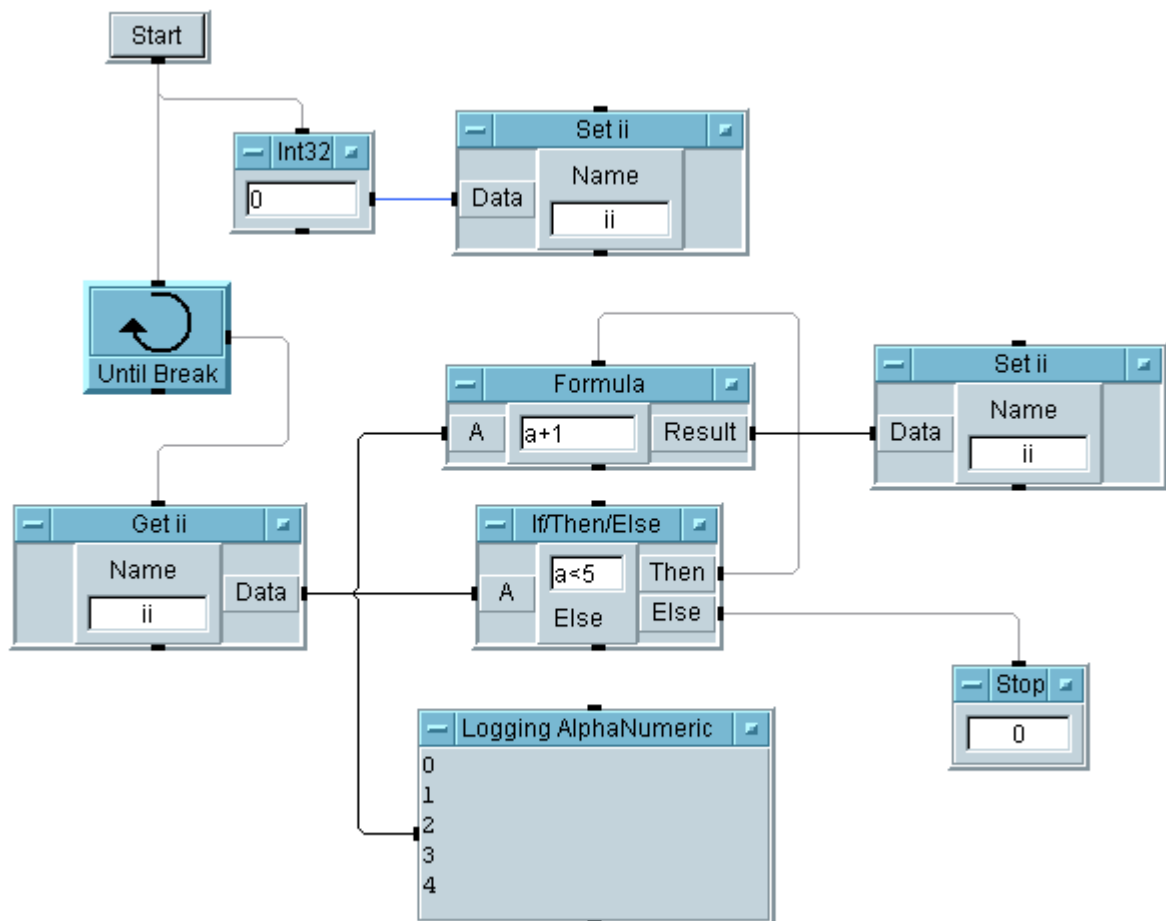 Start
Int32
0
Set ii
Name
Data
ii
Until Break
Formula
A
a+1
Result
Set ii
Name
Data
ii
Get ii
Name
ii
Data
If/Then/Else
a<5
Then
A
Else
Else
Stop
0
Logging AlphaNumeric
0
1
2
3
4